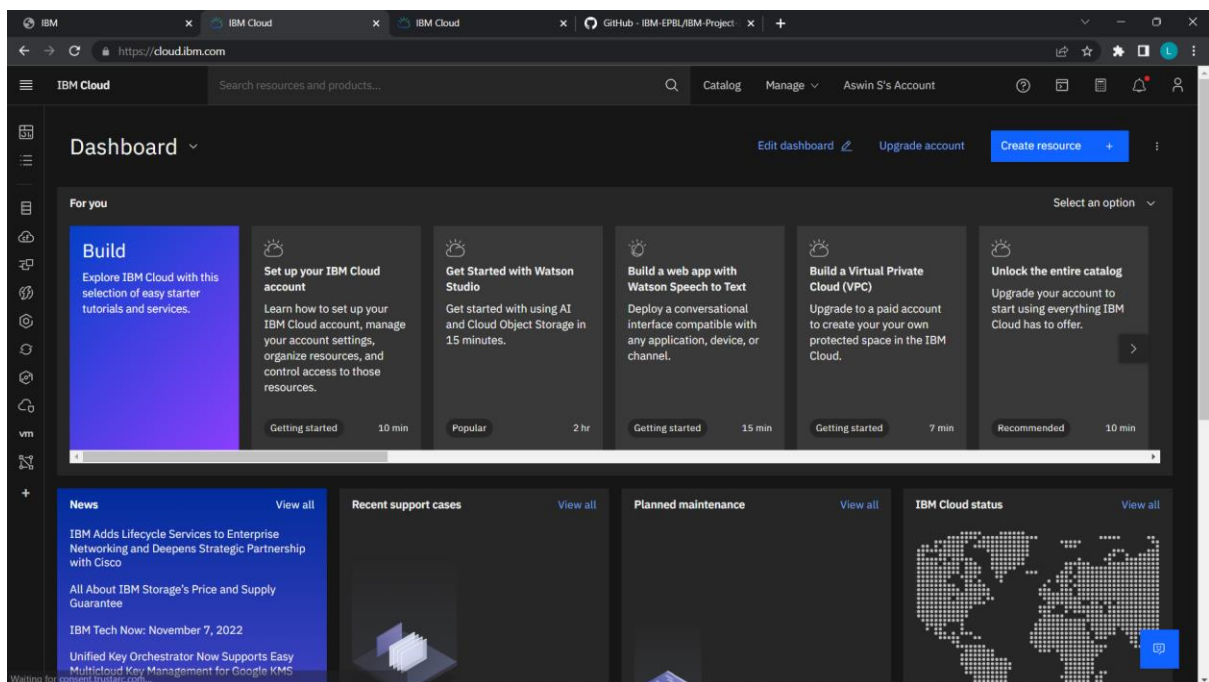 IBM
IBM Cloud
IBM Cloud
GitHub - IBM-EPBL/IBM-Project-
https://cloud.ibm.com
L
IBM Cloud
Search resources and products...
Catalog
Manage
Aswin S's Account
Dashboard
Edit dashboard
Upgrade account
Create resource +
For you
Select an option
Build
Explore IBM Cloud with this
selection of easy starter
tutorials and services.
Set up your IBM Cloud
account
Learn how to set up your
IBM Cloud account, manage
your account settings,
organize resources, and
control access to those
resources.
Getting started 10 min
Get Started with Watson
Studio
Get started with using AI
and Cloud Object Storage in
15 minutes.
Popular 2 hr
Build a web app with
Watson Speech to Text
Deploy a conversational
interface compatible with
any application, device, or
channel.
Getting started 15 min
Build a Virtual Private
Cloud (VPC)
Upgrade to a paid account
to create your your own
protected space in the IBM
Cloud.
Getting started 7 min
Unlock the entire catalog
Upgrade your account to
start using everything IBM
Cloud has to offer.
Recommended 10 min
vm
News View all
IBM Adds Lifecycle Services to Enterprise
Networking and Deepens Strategic Partnership
with Cisco
All About IBM Storage's Price and Supply
Guarantee
IBM Tech Now: November 7, 2022
Unified Key Orchestrator Now Supports Easy
Multicloud Key Management for Google KMS
Recent support cases View all
Planned maintenance View all
IBM Cloud status View all
Waiting for consent.trustarc.com...